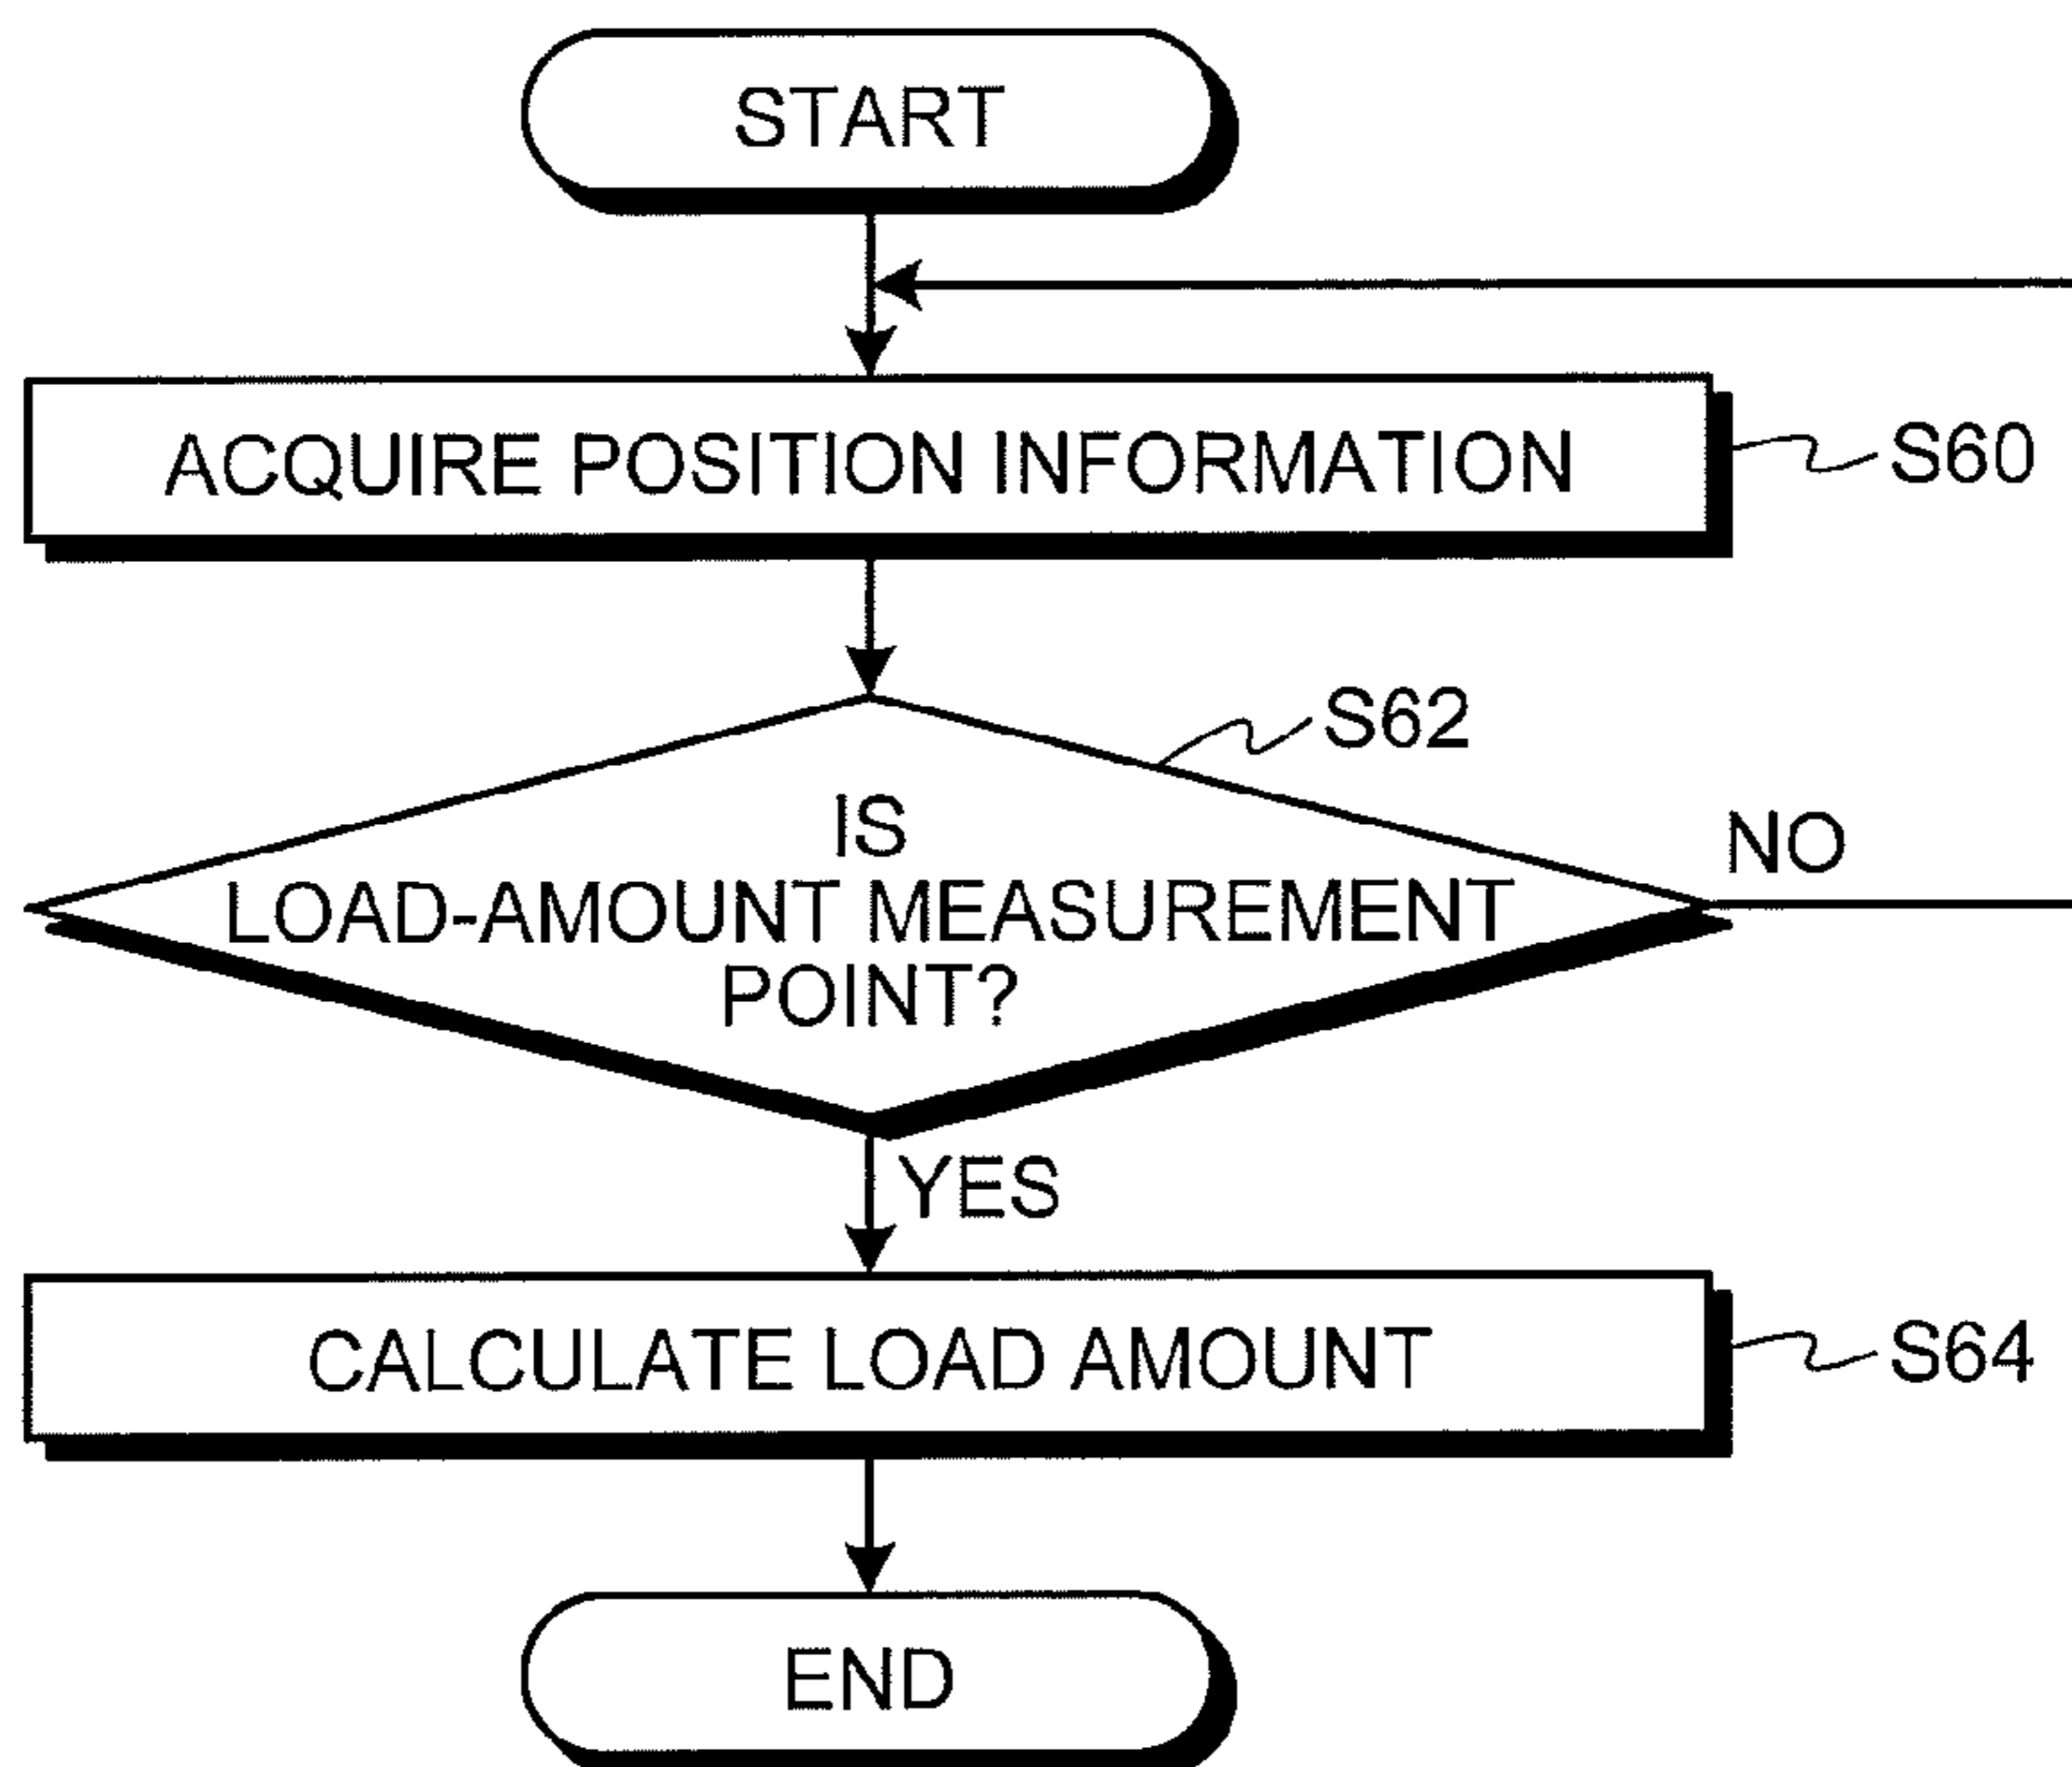 START
ACQUIRE POSITION INFORMATION
S60
S62
IS
LOAD-AMOUNT MEASUREMENT
POINT?
NO
YES
CALCULATE LOAD AMOUNT
S64
END